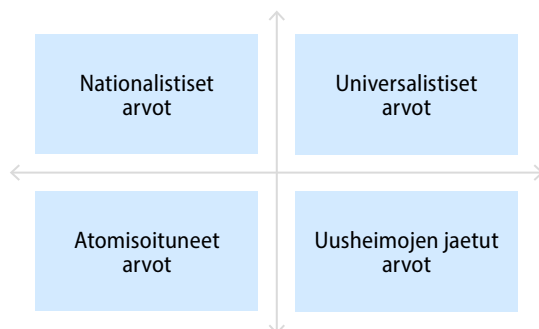 Nationalistiset
arvot
Universalistiset
arvot
Atomisoituneet
arvot
Uusheimojen jaetut
arvot